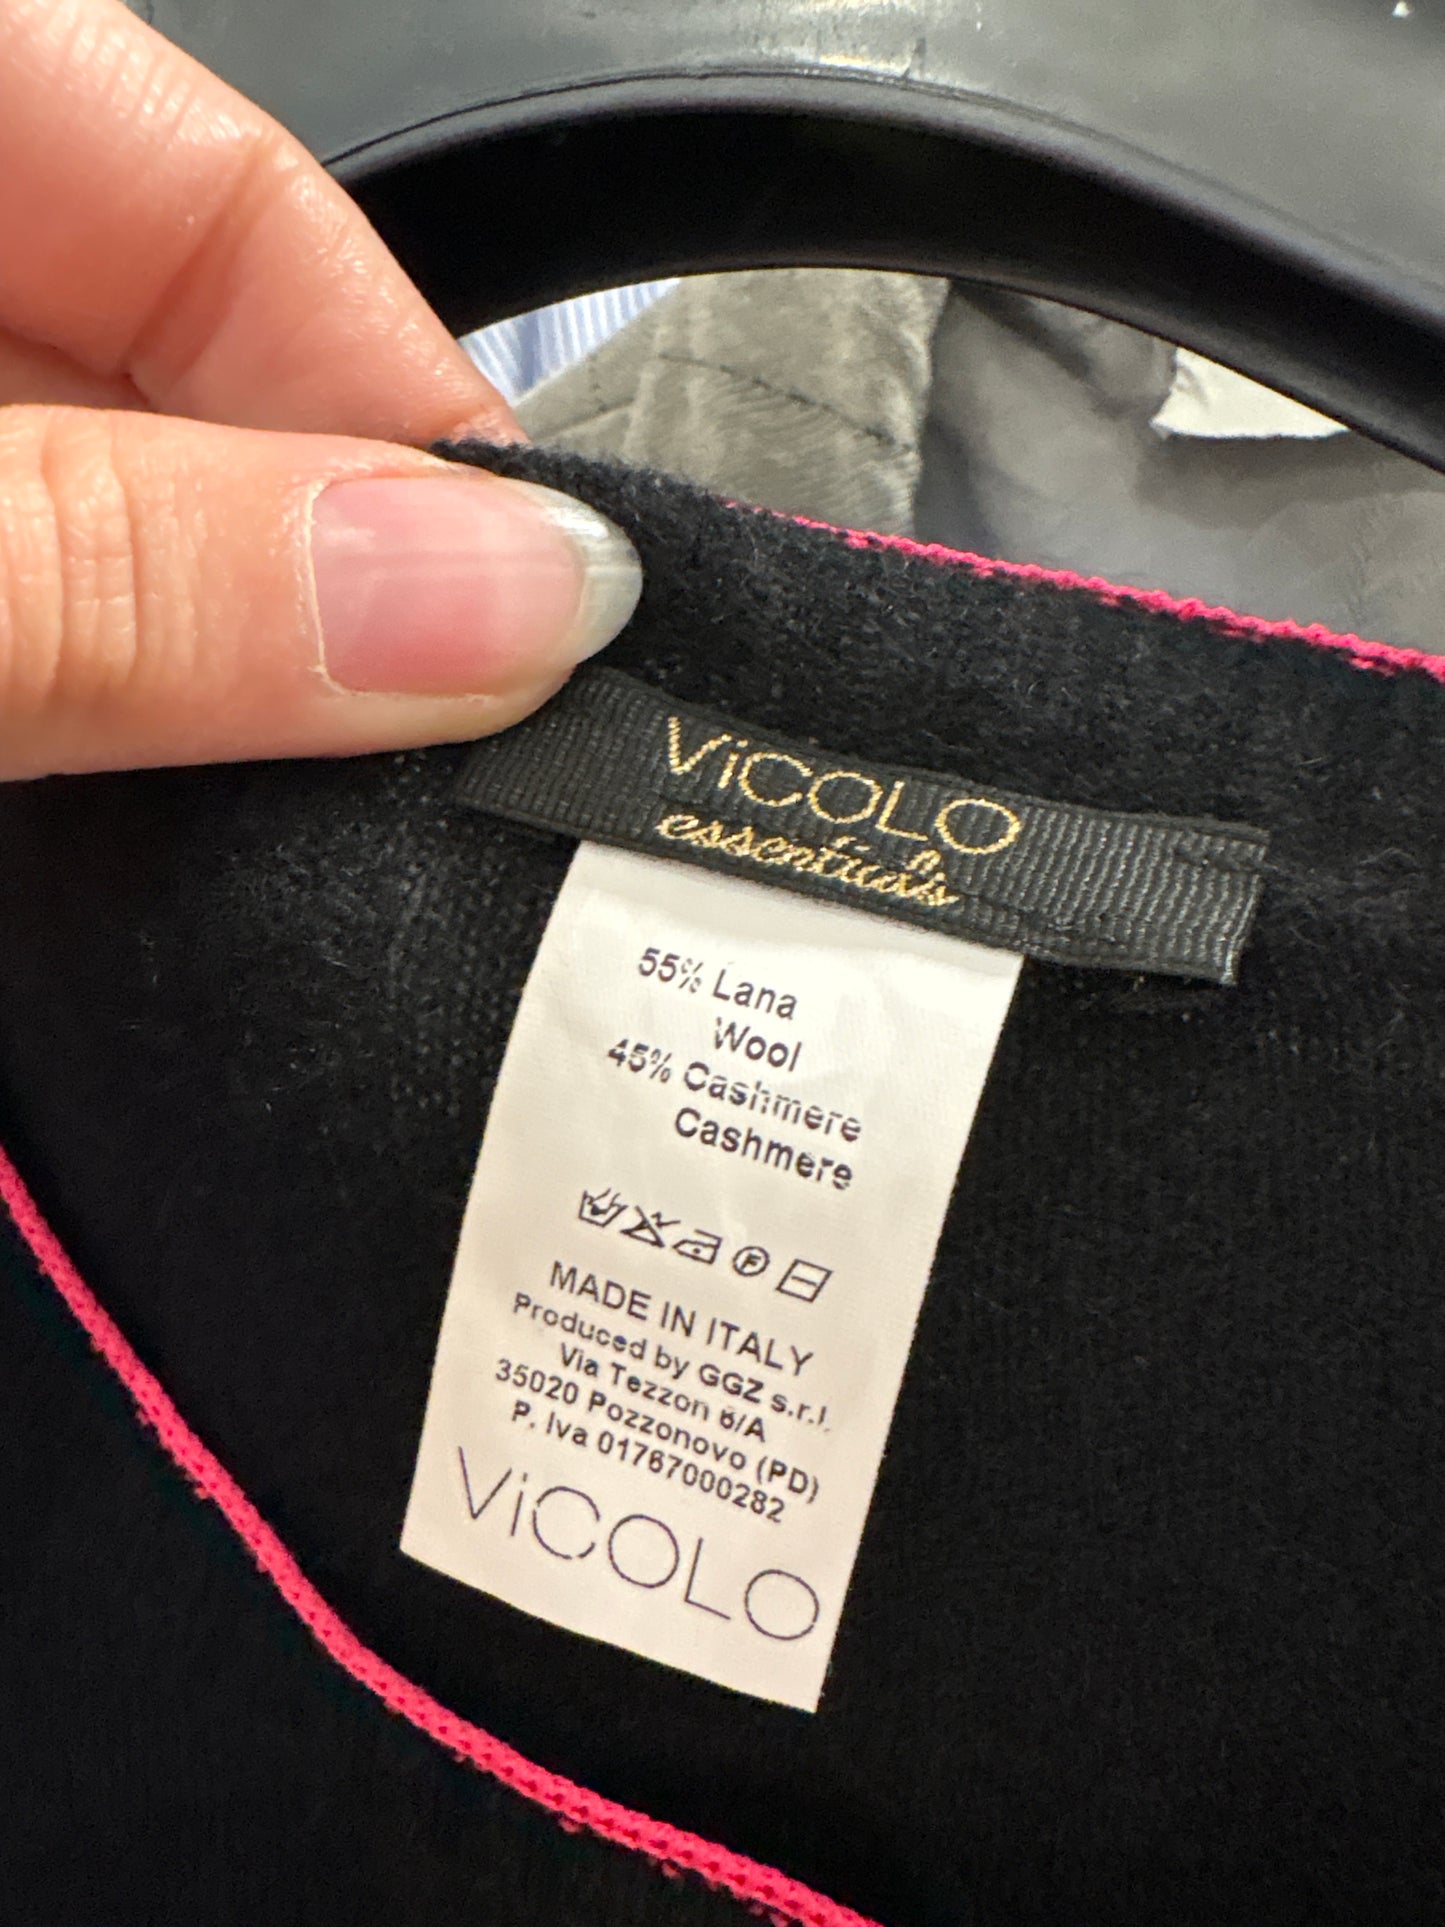 ViCOLO
essentials
55% Lana
Wool
45% Cashmere
Cashmere
F
MADE IN ITALY
Produced by GGZ s.r.l.
Via Tezzon 6/A
35020 Pozzonovo (PD)
P. Iva 01767000282
ViCOLO